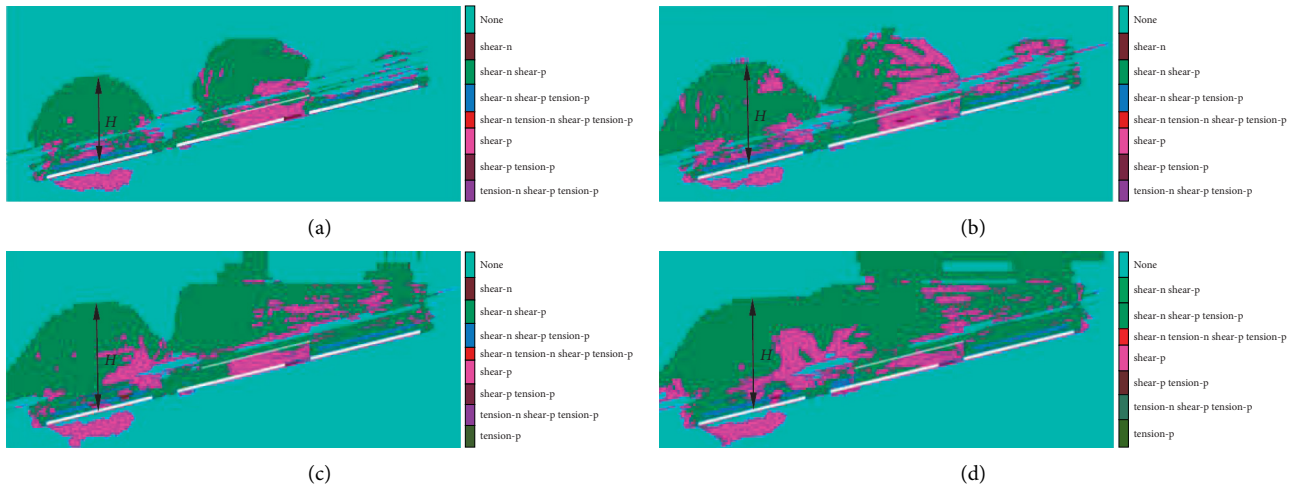 None
shear-n
shear-n shear-p
shear-n shear-p tension-p
shear-n tension-n shear-p tension-p
shear-p
shear-p tension-p
tension-n shear-p tension-p
H
(a)
None
shear-n
shear-n shear-p
shear-n shear-p tension-p
shear-n tension-n shear-p tension-p
shear-p
shear-p tension-p
tension-n shear-p tension-p
H
(b)
None
shear-n
shear-n shear-p
shear-n shear-p tension-p
shear-n tension-n shear-p tension-p
shear-p
shear-p tension-p
tension-n shear-p tension-p
tension-p
H
(c)
None
shear-n shear-p
shear-n shear-p tension-p
shear-n tension-n shear-p tension-p
shear-p
shear-p tension-p
tension-n shear-p tension-p
tension-p
H
(d)